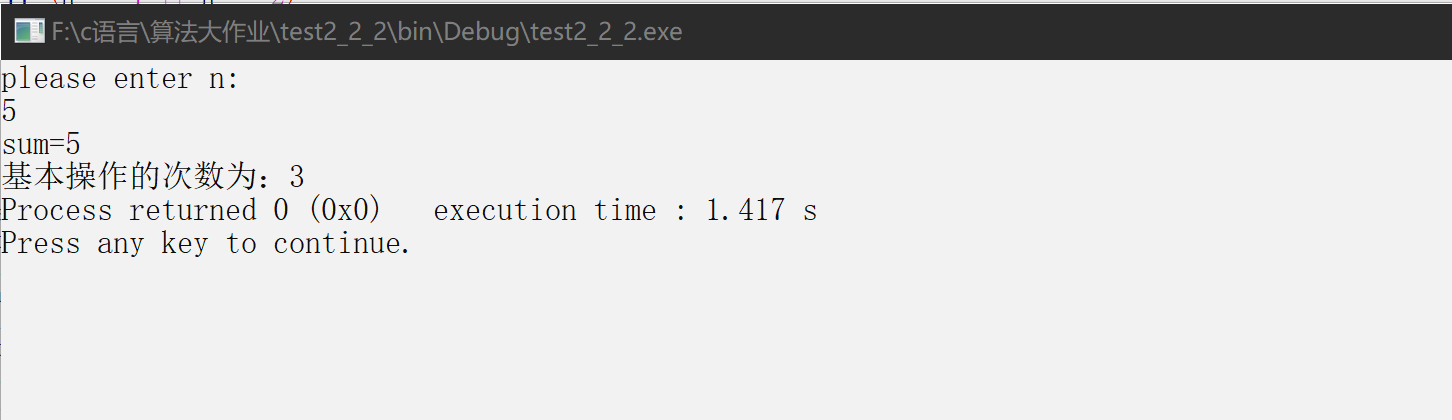 F:\c语言\算法大作业\test2_2_2\bin\Debug\test2_2_2.exe
please enter n:
5
sum=5
基本操作的次数为：3
Process returned 0 (0x0)   execution time : 1.417 s
Press any key to continue.